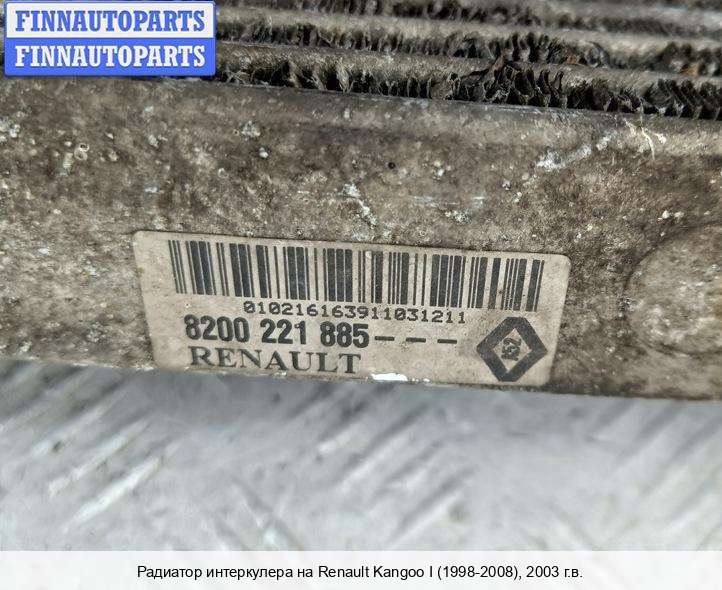 FINNAUTOPARTS
FINNAUTOPARTS
010216163911031211
8200 221 885---
RENAULT
Радиатор интеркулера на Renault Kangoo I (1998-2008), 2003 г.в.